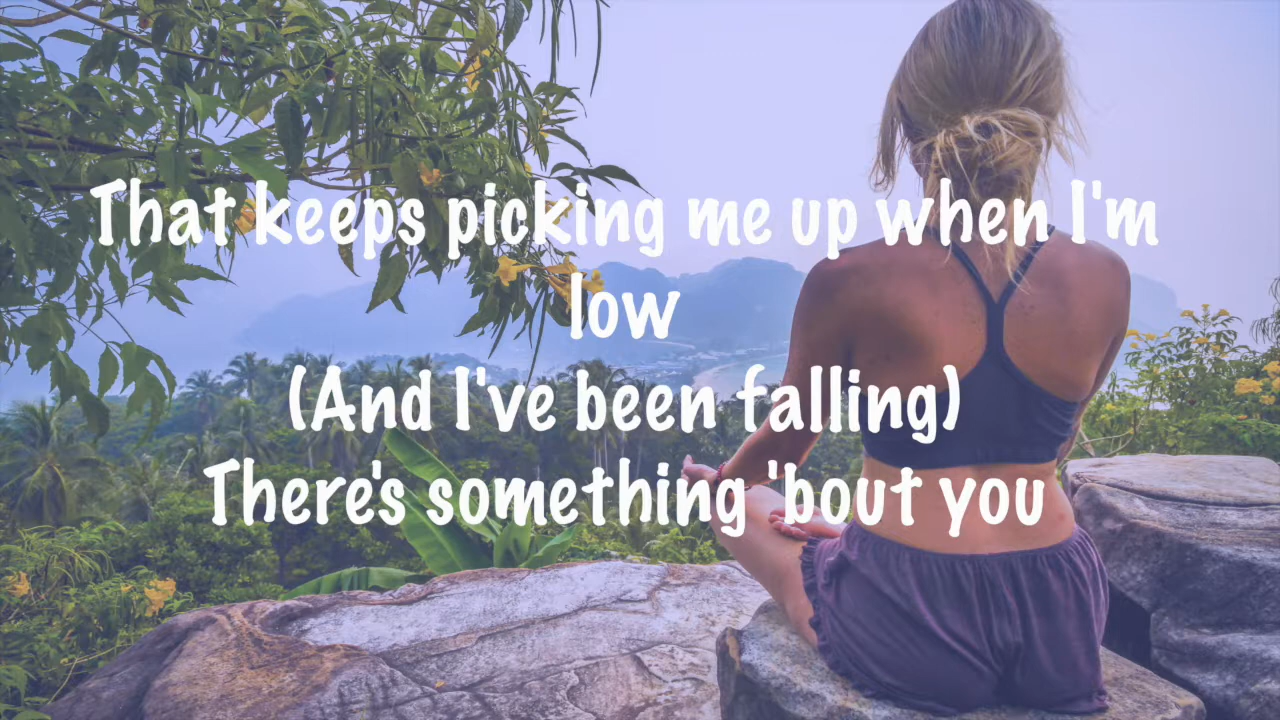 That keeps picking me up when I'm
low
(And I've been falling)
There's something 'bout you